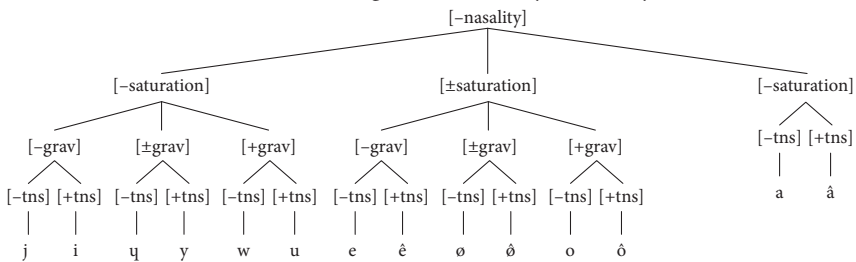 [–nasality]
[–saturation] [±saturation] [–saturation]
[–grav] [±grav] [+grav] [–grav] [±grav] [+grav] [–tns] [+tns]
[–tns] [+tns] [–tns] [+tns] [–tns] [+tns] [–tns] [+tns] [–tns] [+tns] [–tns] [+tns] a â
j i ɥ y w u e ê ø ø̂ o ô